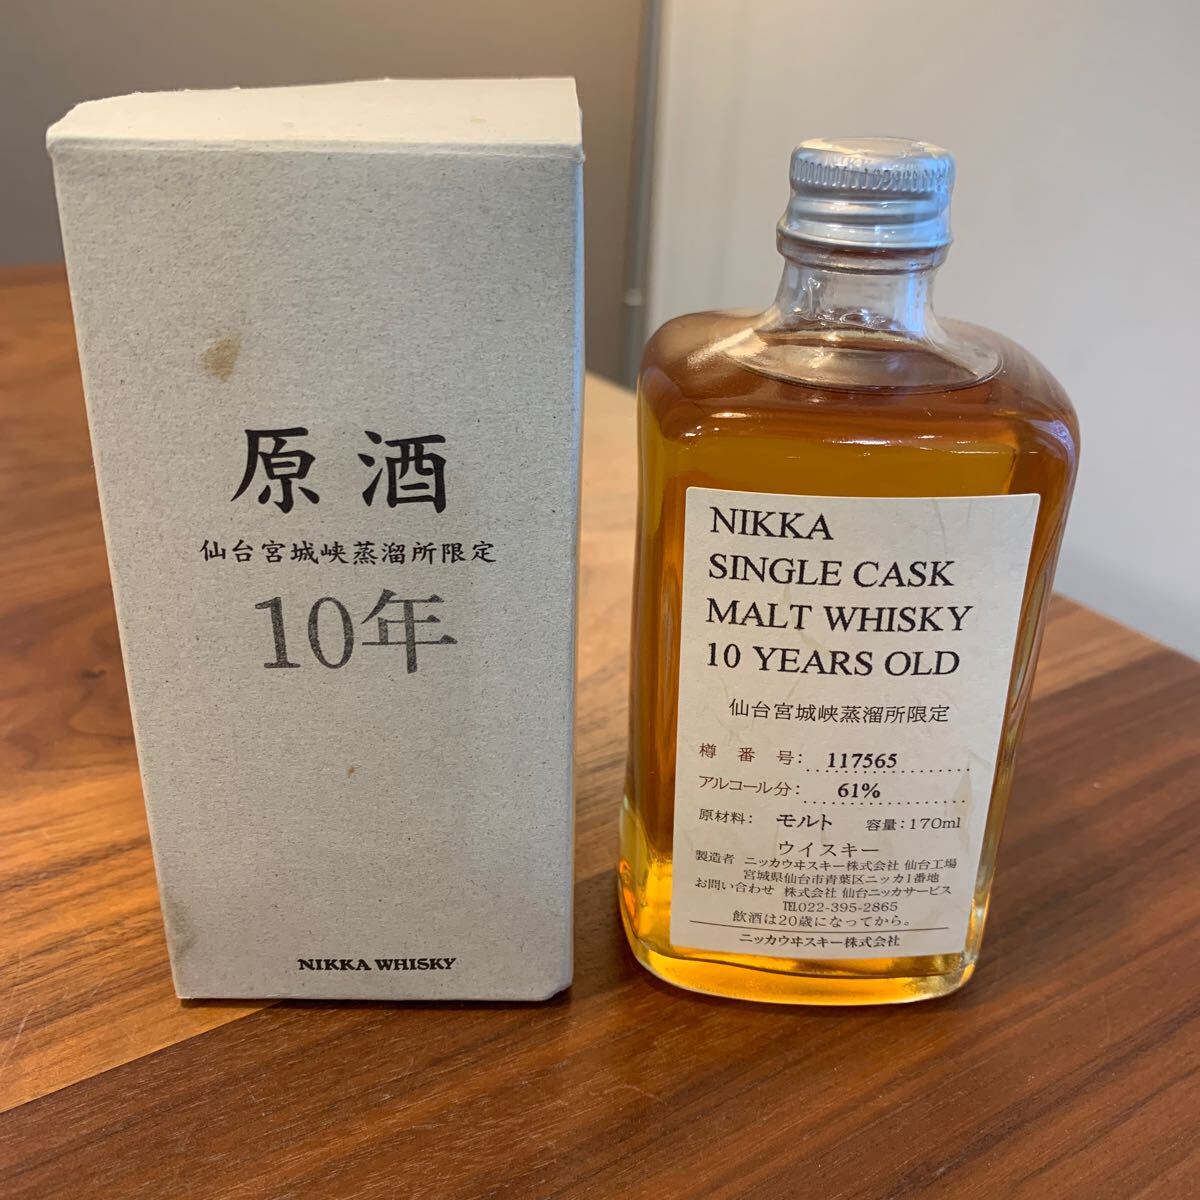 原酒
仙台宮城峡蒸溜所限定
10年
NIKKA WHISKY
NIKKA
SINGLE CASK
MALT WHISKY
10 YEARS OLD
仙台宮城峡蒸溜所限定
樽番号: 117565
アルコール分: 61%
原材料: モルト 容量:170ml
ウイスキー
製造者 ニッカウヰスキー株式会社 仙台工場
宮城県仙台市青葉区ニッカ1番地
お問い合わせ 株式会社 仙台ニッカサービス
TEL022-395-2865
飲酒は20歳になってから。
ニッカウヰスキー株式会社